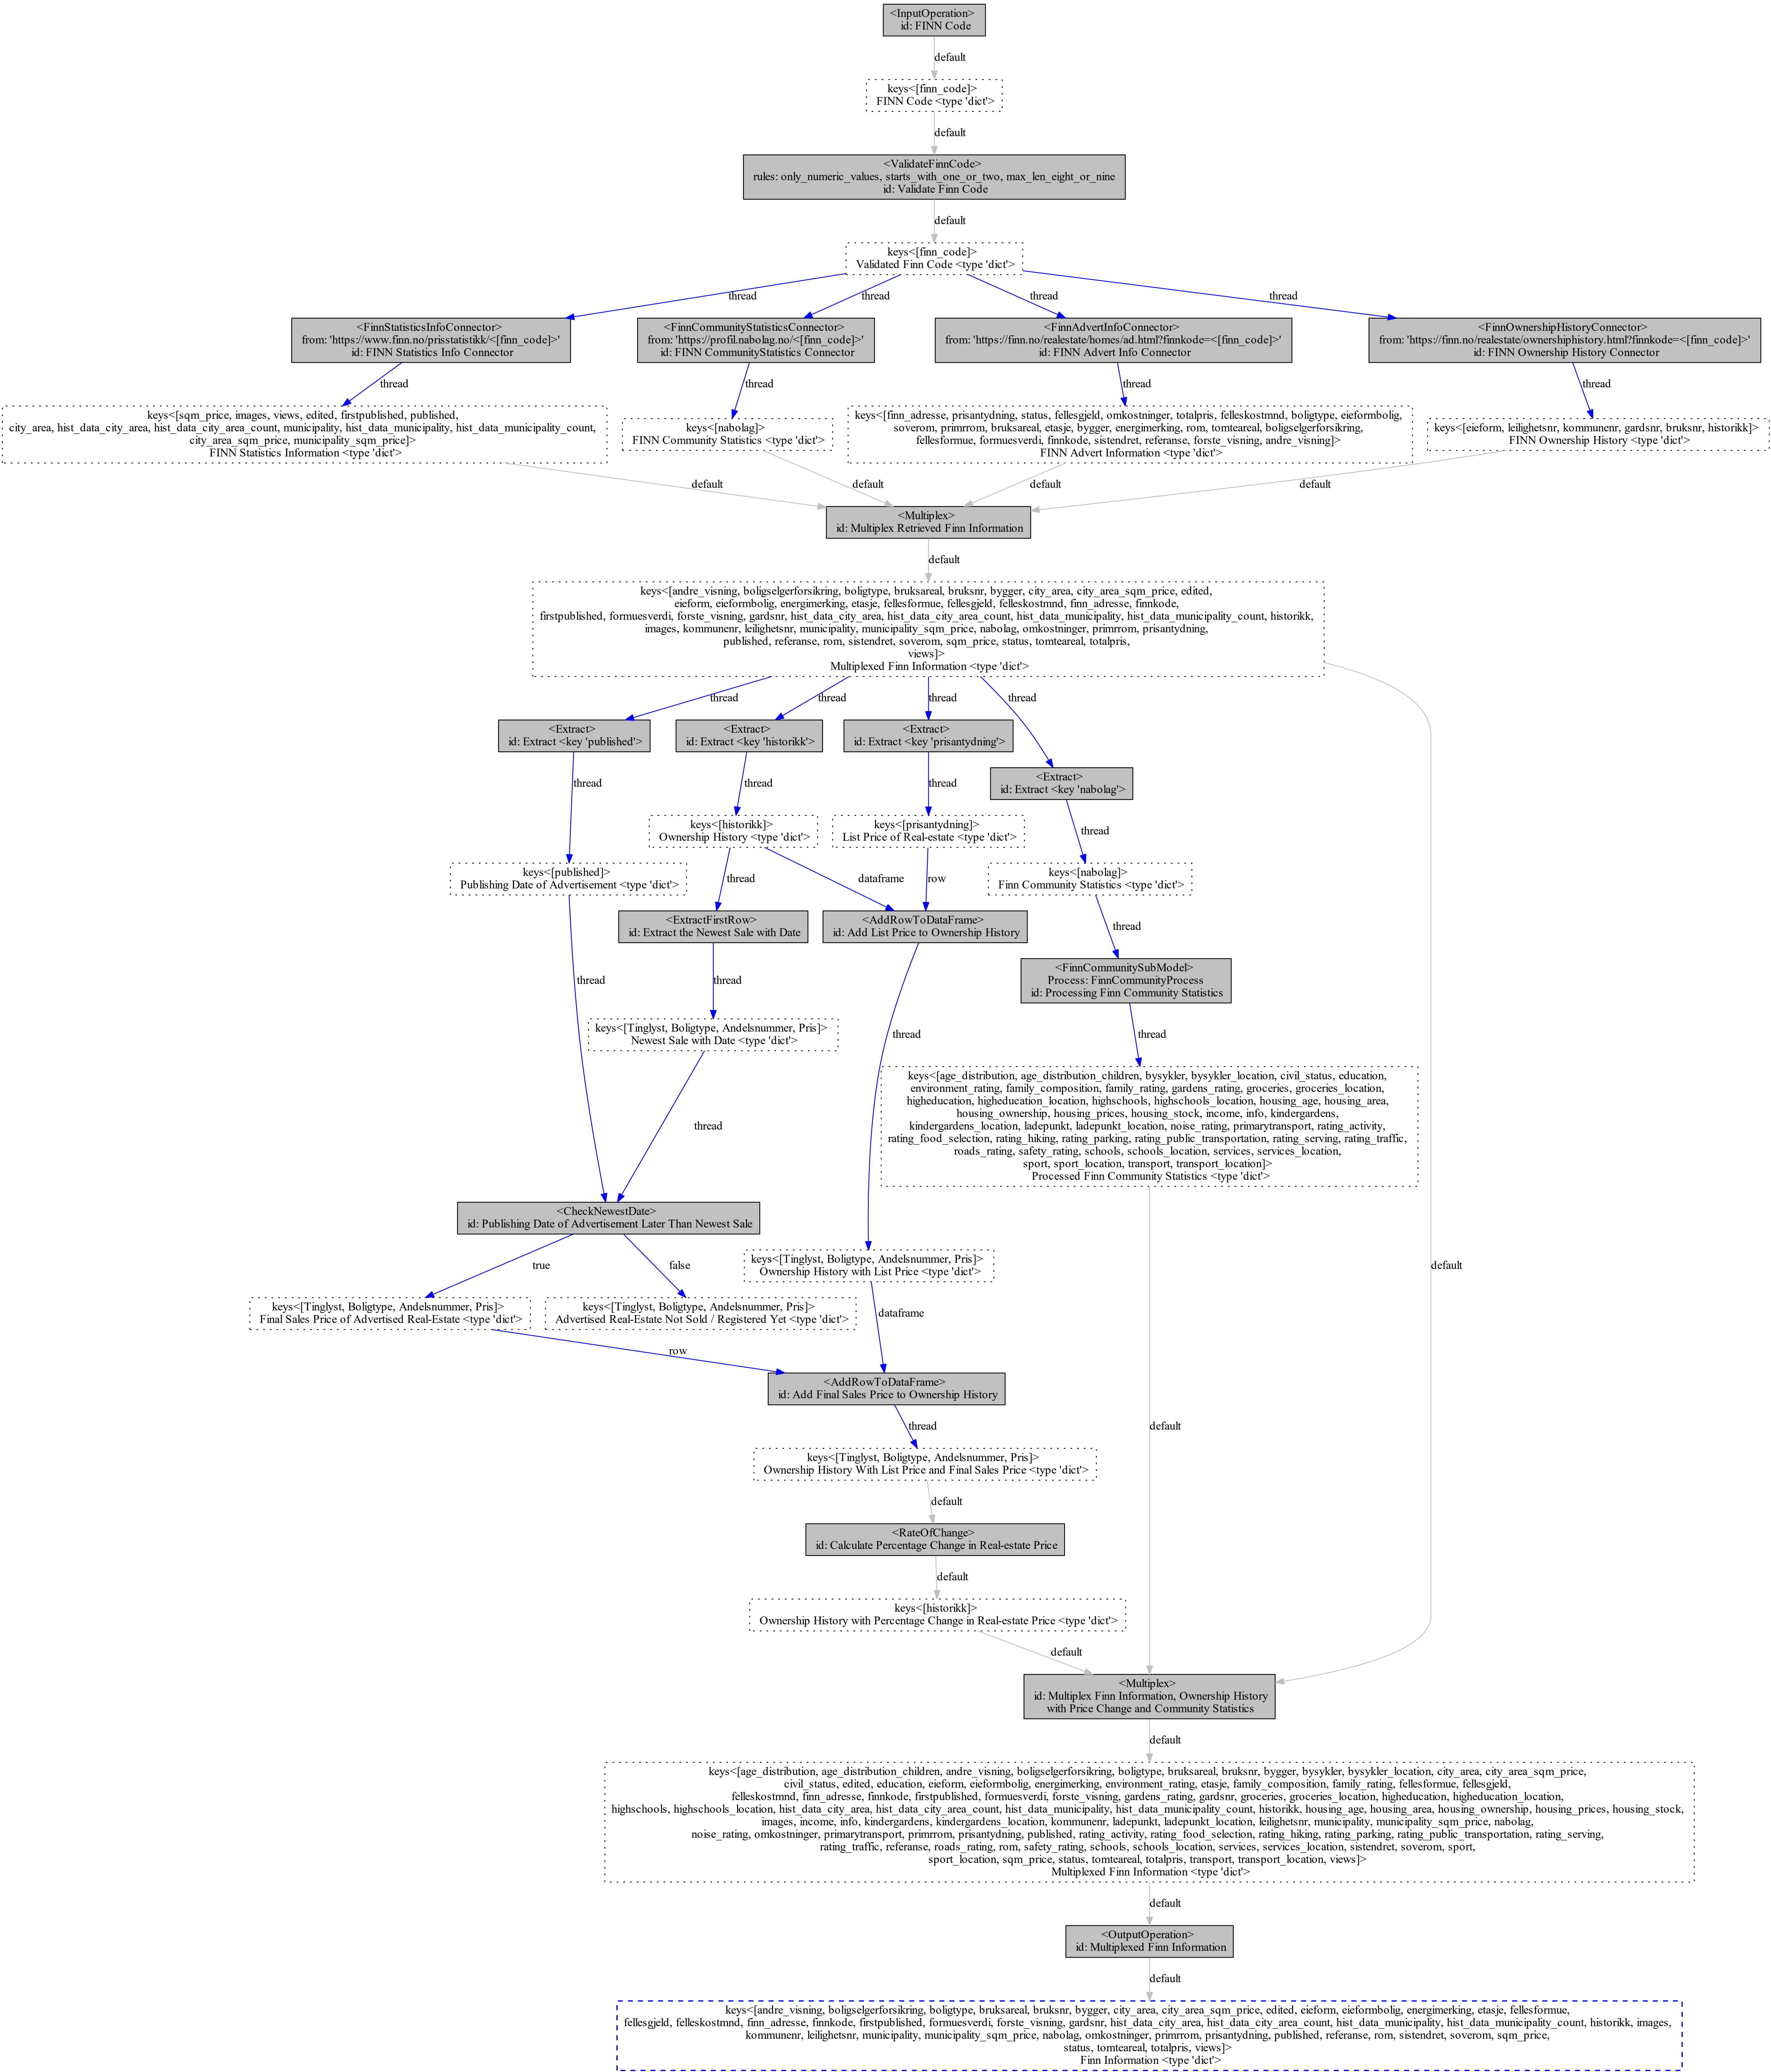 <InputOperation>
id: FINN Code
default
keys<[finn_code]>
FINN Code <type 'dict'>
default
<ValidateFinnCode>
rules: only_numeric_values, starts_with_one_or_two, max_len_eight_or_nine
id: Validate Finn Code
default
keys<[finn_code]>
Validated Finn Code <type 'dict'>
thread
thread
thread
thread
<FinnStatisticsInfoConnector>
from: 'https://www.finn.no/prisstatistikk/<[finn_code]>'
id: FINN Statistics Info Connector
<FinnCommunityStatisticsConnector>
from: 'https://profil.nabolag.no/<[finn_code]>'
id: FINN CommunityStatistics Connector
<FinnAdvertInfoConnector>
from: 'https://finn.no/realestate/homes/ad.html?finnkode=<[finn_code]>'
id: FINN Advert Info Connector
<FinnOwnershipHistoryConnector>
from: 'https://finn.no/realestate/ownershiphistory.html?finnkode=<[finn_code]>'
id: FINN Ownership History Connector
thread
thread
thread
thread
keys<[sqm_price, images, views, edited, firstpublished, published,
city_area, hist_data_city_area, hist_data_city_area_count, municipality, hist_data_municipality, hist_data_municipality_count,
city_area_sqm_price, municipality_sqm_price]>
FINN Statistics Information <type 'dict'>
keys<[nabolag]>
FINN Community Statistics <type 'dict'>
keys<[finn_adresse, prisantydning, status, fellesgjeld, omkostninger, totalpris, felleskostmnd, boligtype, eieformbolig,
soverom, primrrom, bruksareal, etasje, bygger, energimerking, rom, tomteareal, boligselgerforsikring,
fellesformue, formuesverdi, finnkode, sistendret, referanse, forste_visning, andre_visning]>
FINN Advert Information <type 'dict'>
keys<[eieform, leilighetsnr, kommunenr, gardsnr, bruksnr, historikk]>
FINN Ownership History <type 'dict'>
default
default
default
default
<Multiplex>
id: Multiplex Retrieved Finn Information
default
keys<[andre_visning, boligselgerforsikring, boligtype, bruksareal, bruksnr, bygger, city_area, city_area_sqm_price, edited,
eieform, eieformbolig, energimerking, etasje, fellesformue, fellesgjeld, felleskostmnd, finn_adresse, finnkode,
firstpublished, formuesverdi, forste_visning, gardsnr, hist_data_city_area, hist_data_city_area_count, hist_data_municipality, hist_data_municipality_count, historikk,
images, kommunenr, leilighetsnr, municipality, municipality_sqm_price, nabolag, omkostninger, primrrom, prisantydning,
published, referanse, rom, sistendret, soverom, sqm_price, status, tomteareal, totalpris,
views]>
Multiplexed Finn Information <type 'dict'>
thread
thread
thread
thread
<Extract>
id: Extract <key 'published'>
<Extract>
id: Extract <key 'historikk'>
<Extract>
id: Extract <key 'prisantydning'>
<Extract>
id: Extract <key 'nabolag'>
thread
thread
thread
thread
keys<[historikk]>
Ownership History <type 'dict'>
keys<[prisantydning]>
List Price of Real-estate <type 'dict'>
keys<[published]>
Publishing Date of Advertisement <type 'dict'>
thread
dataframe
row
keys<[nabolag]>
Finn Community Statistics <type 'dict'>
<ExtractFirstRow>
id: Extract the Newest Sale with Date
<AddRowToDataFrame>
id: Add List Price to Ownership History
thread
<FinnCommunitySubModel>
Process: FinnCommunityProcess
id: Processing Finn Community Statistics
thread
thread
keys<[Tinglyst, Boligtype, Andelsnummer, Pris]>
Newest Sale with Date <type 'dict'>
thread
thread
keys<[age_distribution, age_distribution_children, bysykler, bysykler_location, civil_status, education,
environment_rating, family_composition, family_rating, gardens_rating, groceries, groceries_location,
higheducation, higheducation_location, highschools, highschools_location, housing_age, housing_area,
housing_ownership, housing_prices, housing_stock, income, info, kindergardens,
kindergardens_location, ladepunkt, ladepunkt_location, noise_rating, primarytransport, rating_activity,
rating_food_selection, rating_hiking, rating_parking, rating_public_transportation, rating_serving, rating_traffic,
roads_rating, safety_rating, schools, schools_location, services, services_location,
sport, sport_location, transport, transport_location]>
Processed Finn Community Statistics <type 'dict'>
thread
<CheckNewestDate>
id: Publishing Date of Advertisement Later Than Newest Sale
true
false
keys<[Tinglyst, Boligtype, Andelsnummer, Pris]>
Ownership History with List Price <type 'dict'>
default
keys<[Tinglyst, Boligtype, Andelsnummer, Pris]>
Final Sales Price of Advertised Real-Estate <type 'dict'>
keys<[Tinglyst, Boligtype, Andelsnummer, Pris]>
Advertised Real-Estate Not Sold / Registered Yet <type 'dict'>
dataframe
row
<AddRowToDataFrame>
id: Add Final Sales Price to Ownership History
thread
default
keys<[Tinglyst, Boligtype, Andelsnummer, Pris]>
Ownership History With List Price and Final Sales Price <type 'dict'>
default
<RateOfChange>
id: Calculate Percentage Change in Real-estate Price
default
keys<[historikk]>
Ownership History with Percentage Change in Real-estate Price <type 'dict'>
default
<Multiplex>
id: Multiplex Finn Information, Ownership History
with Price Change and Community Statistics
default
keys<[age_distribution, age_distribution_children, andre_visning, boligselgerforsikring, boligtype, bruksareal, bruksnr, bygger, bysykler, bysykler_location, city_area, city_area_sqm_price,
civil_status, edited, education, eieform, eieformbolig, energimerking, environment_rating, etasje, family_composition, family_rating, fellesformue, fellesgjeld,
felleskostmnd, finn_adresse, finnkode, firstpublished, formuesverdi, forste_visning, gardens_rating, gardsnr, groceries, groceries_location, higheducation, higheducation_location,
highschools, highschools_location, hist_data_city_area, hist_data_city_area_count, hist_data_municipality, hist_data_municipality_count, historikk, housing_age, housing_area, housing_ownership, housing_prices, housing_stock,
images, income, info, kindergardens, kindergardens_location, kommunenr, ladepunkt, ladepunkt_location, leilighetsnr, municipality, municipality_sqm_price, nabolag,
noise_rating, omkostninger, primarytransport, primrrom, prisantydning, published, rating_activity, rating_food_selection, rating_hiking, rating_parking, rating_public_transportation, rating_serving,
rating_traffic, referanse, roads_rating, rom, safety_rating, schools, schools_location, services, services_location, sistendret, soverom, sport,
sport_location, sqm_price, status, tomteareal, totalpris, transport, transport_location, views]>
Multiplexed Finn Information <type 'dict'>
default
<OutputOperation>
id: Multiplexed Finn Information
default
keys<[andre_visning, boligselgerforsikring, boligtype, bruksareal, bruksnr, bygger, city_area, city_area_sqm_price, edited, eieform, eieformbolig, energimerking, etasje, fellesformue,
fellesgjeld, felleskostmnd, finn_adresse, finnkode, firstpublished, formuesverdi, forste_visning, gardsnr, hist_data_city_area, hist_data_city_area_count, hist_data_municipality, hist_data_municipality_count, historikk, images,
kommunenr, leilighetsnr, municipality, municipality_sqm_price, nabolag, omkostninger, primrrom, prisantydning, published, referanse, rom, sistendret, soverom, sqm_price,
status, tomteareal, totalpris, views]>
Finn Information <type 'dict'>